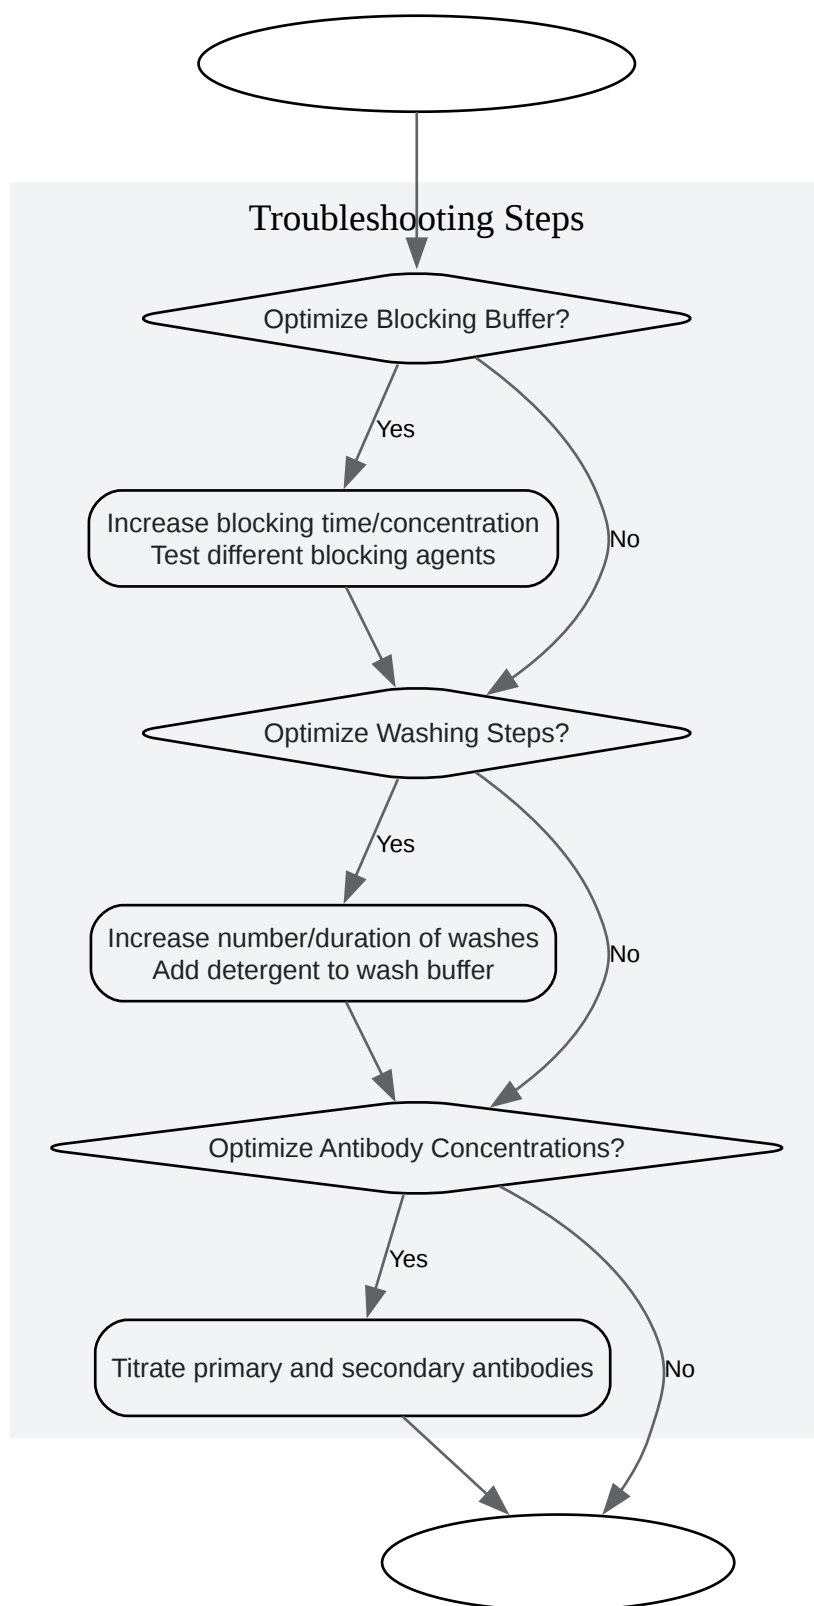 Troubleshooting Steps
Optimize Blocking Buffer?
Yes
Increase blocking time/concentration
Test different blocking agents
No
Optimize Washing Steps?
Yes
Increase number/duration of washes
Add detergent to wash buffer
No
Optimize Antibody Concentrations?
Yes
Titrate primary and secondary antibodies
No